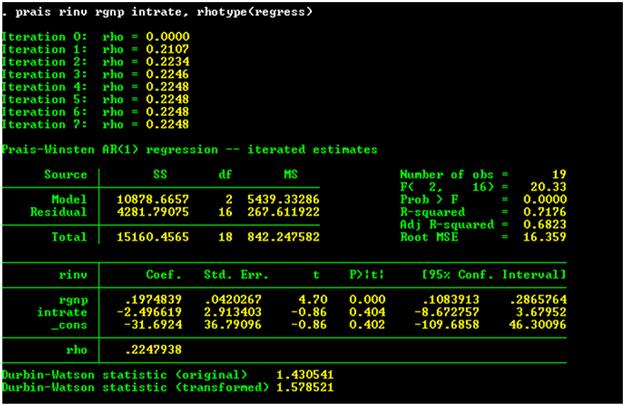 . prais rinv rgnp intrate, rhotype(regress)
Iteration 0: rho = 0.0000
Iteration 1: rho = 0.2107
Iteration 2: rho = 0.2234
Iteration 3: rho = 0.2246
Iteration 4: rho = 0.2248
Iteration 5: rho = 0.2248
Iteration 6: rho = 0.2248
Iteration 7: rho = 0.2248
Prais-Winsten AR(1) regression -- iterated estimates
Source | SS df MS Number of obs = 19
F( 2, 16) = 20.33
Model | 10878.6657 2 5439.33286 Prob > F = 0.0000
Residual | 4281.79075 16 267.611922 R-squared = 0.7176
Adj R-squared = 0.6823
Total | 15160.4565 18 842.247582 Root MSE = 16.359
rinv | Coef. Std. Err. t P>|t| [95% Conf. Interval]
rgnp | .1974839 .0420267 4.70 0.000 .1083913 .2865764
intrate | -2.496619 2.913403 -0.86 0.404 -8.672757 3.67952
_cons | -31.6924 36.79096 -0.86 0.402 -109.6858 46.30096
rho | .2247938
Durbin-Watson statistic (original) 1.430541
Durbin-Watson statistic (transformed) 1.578521